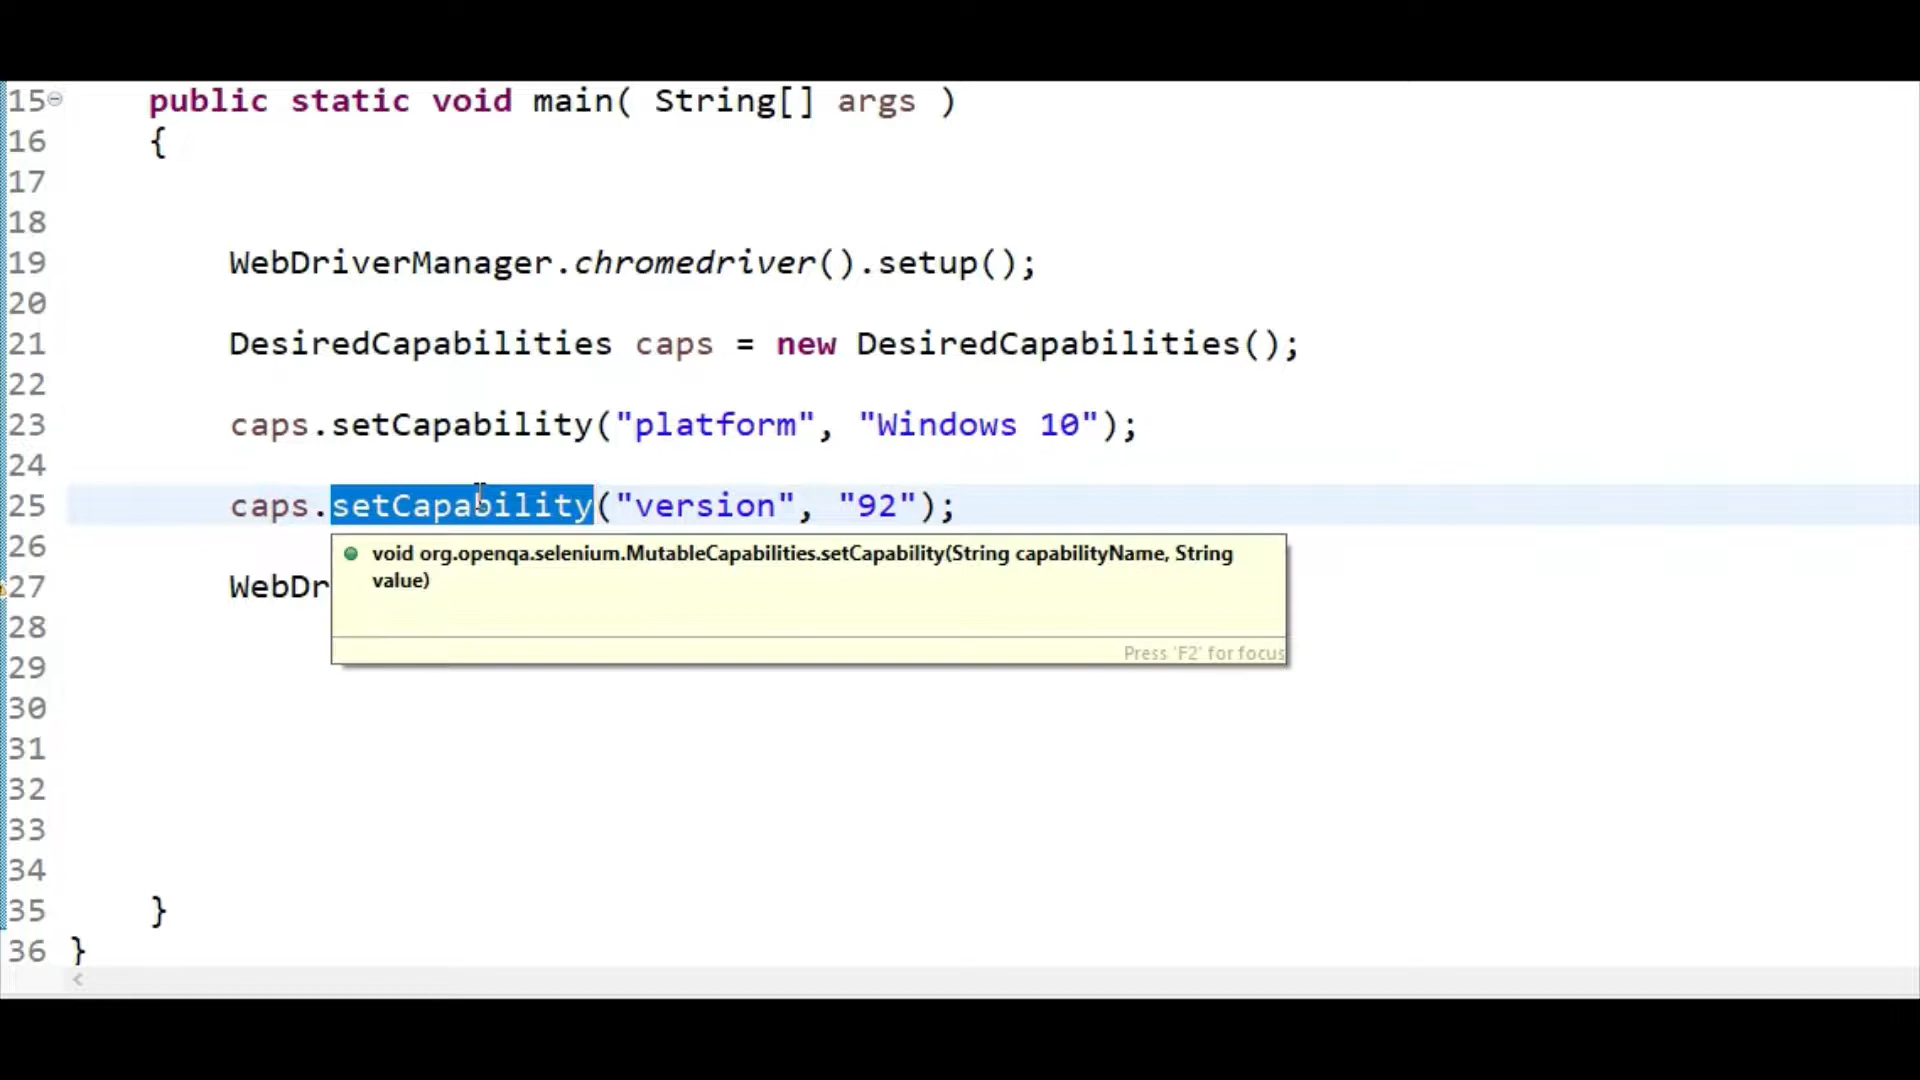 15 public static void main( String[] args )
16 {
17
18
19 WebDriverManager.chromedriver().setup();
20
21 DesiredCapabilities caps = new DesiredCapabilities();
22
23 caps.setCapability("platform", "Windows 10");
24
25 caps.setCapability("version", "92");
26
void org.openqa.selenium.MutableCapabilities.setCapability(String capabilityName, String
value)
27 WebDr
28
Press 'F2' for focus
29
30
31
32
33
34
35 }
36 }